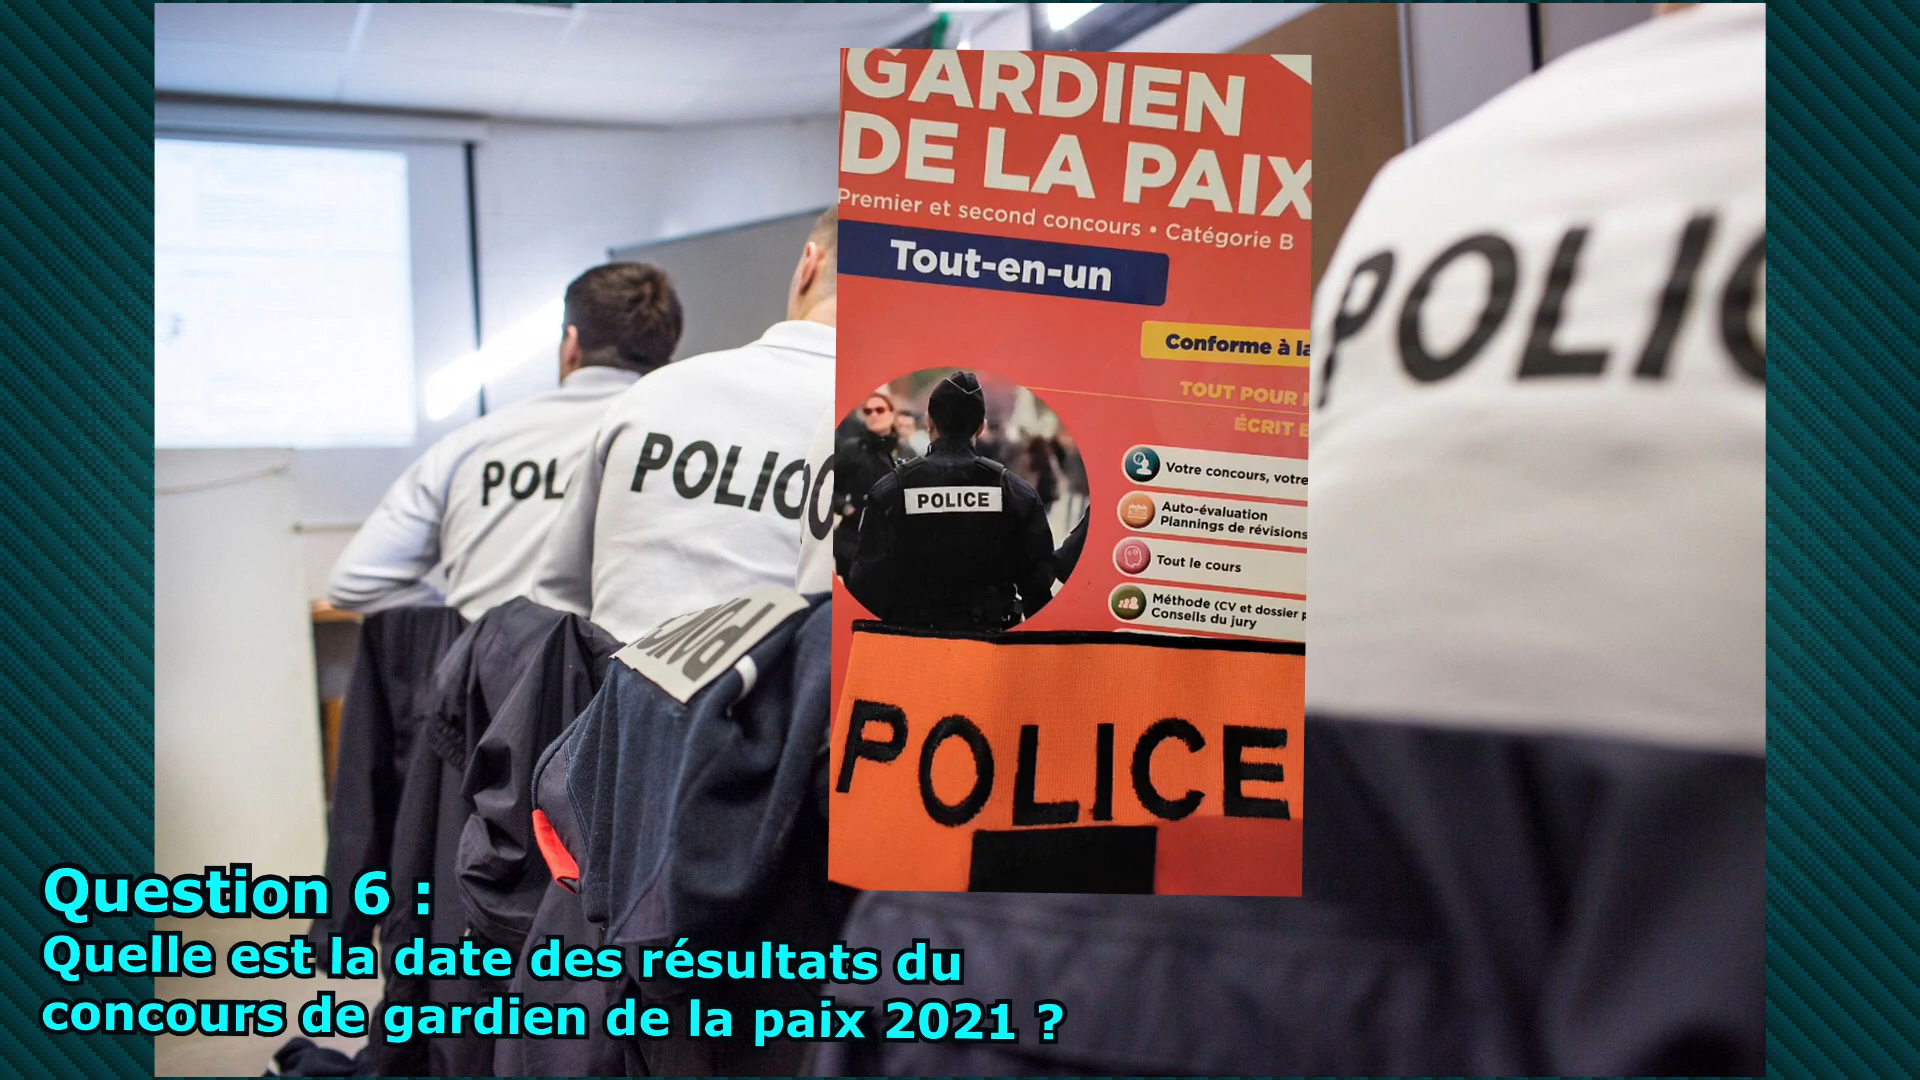 GARDIEN
DE LA PAIX
Premier et second concours • Catégorie B
Tout-en-un
Conforme à la
TOUT POUR
ÉCRIT E
Votre concours, votre
Auto-évaluation
Plannings de révisions
Tout le cours
Méthode (CV et dossier p
Conseils du jury
POLICE
POLICE
POL
POLIC
POLIC
Question 6 :
Quelle est la date des résultats du
concours de gardien de la paix 2021 ?